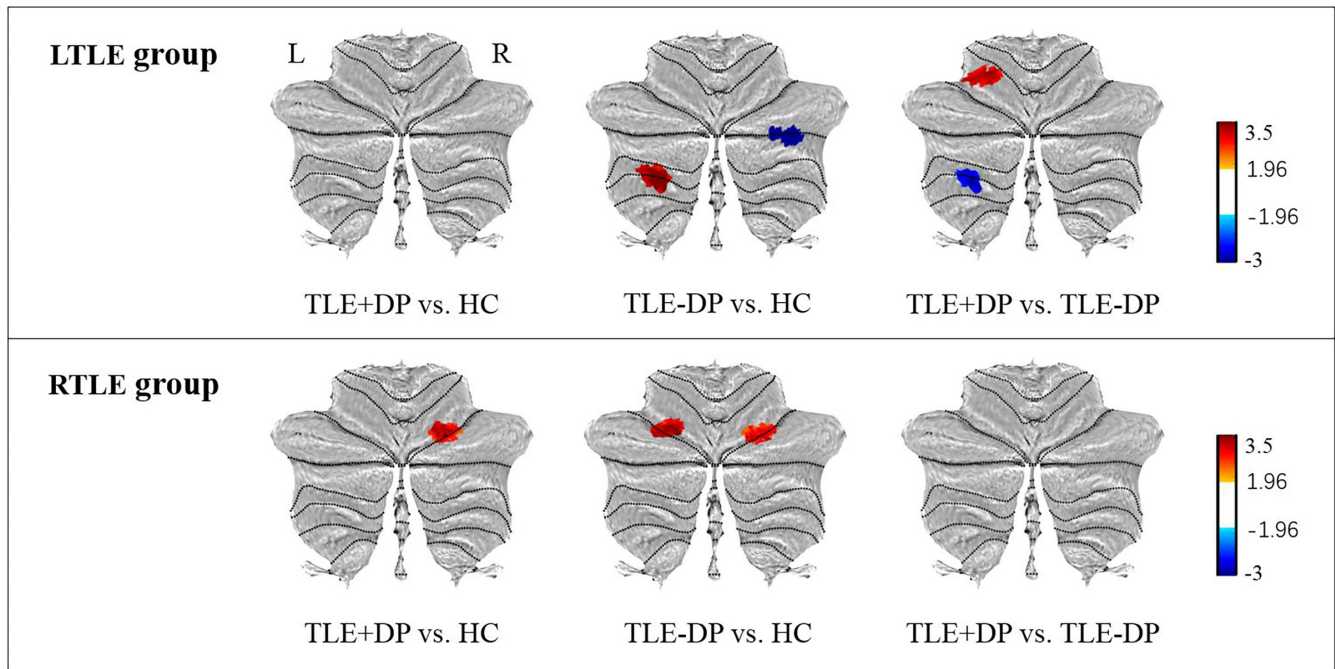 LTLE group
L
R
3.5
1.96
-1.96
-3
TLE+DP vs. HC
TLE-DP vs. HC
TLE+DP vs. TLE-DP
RTLE group
3.5
1.96
-1.96
-3
TLE+DP vs. HC
TLE-DP vs. HC
TLE+DP vs. TLE-DP